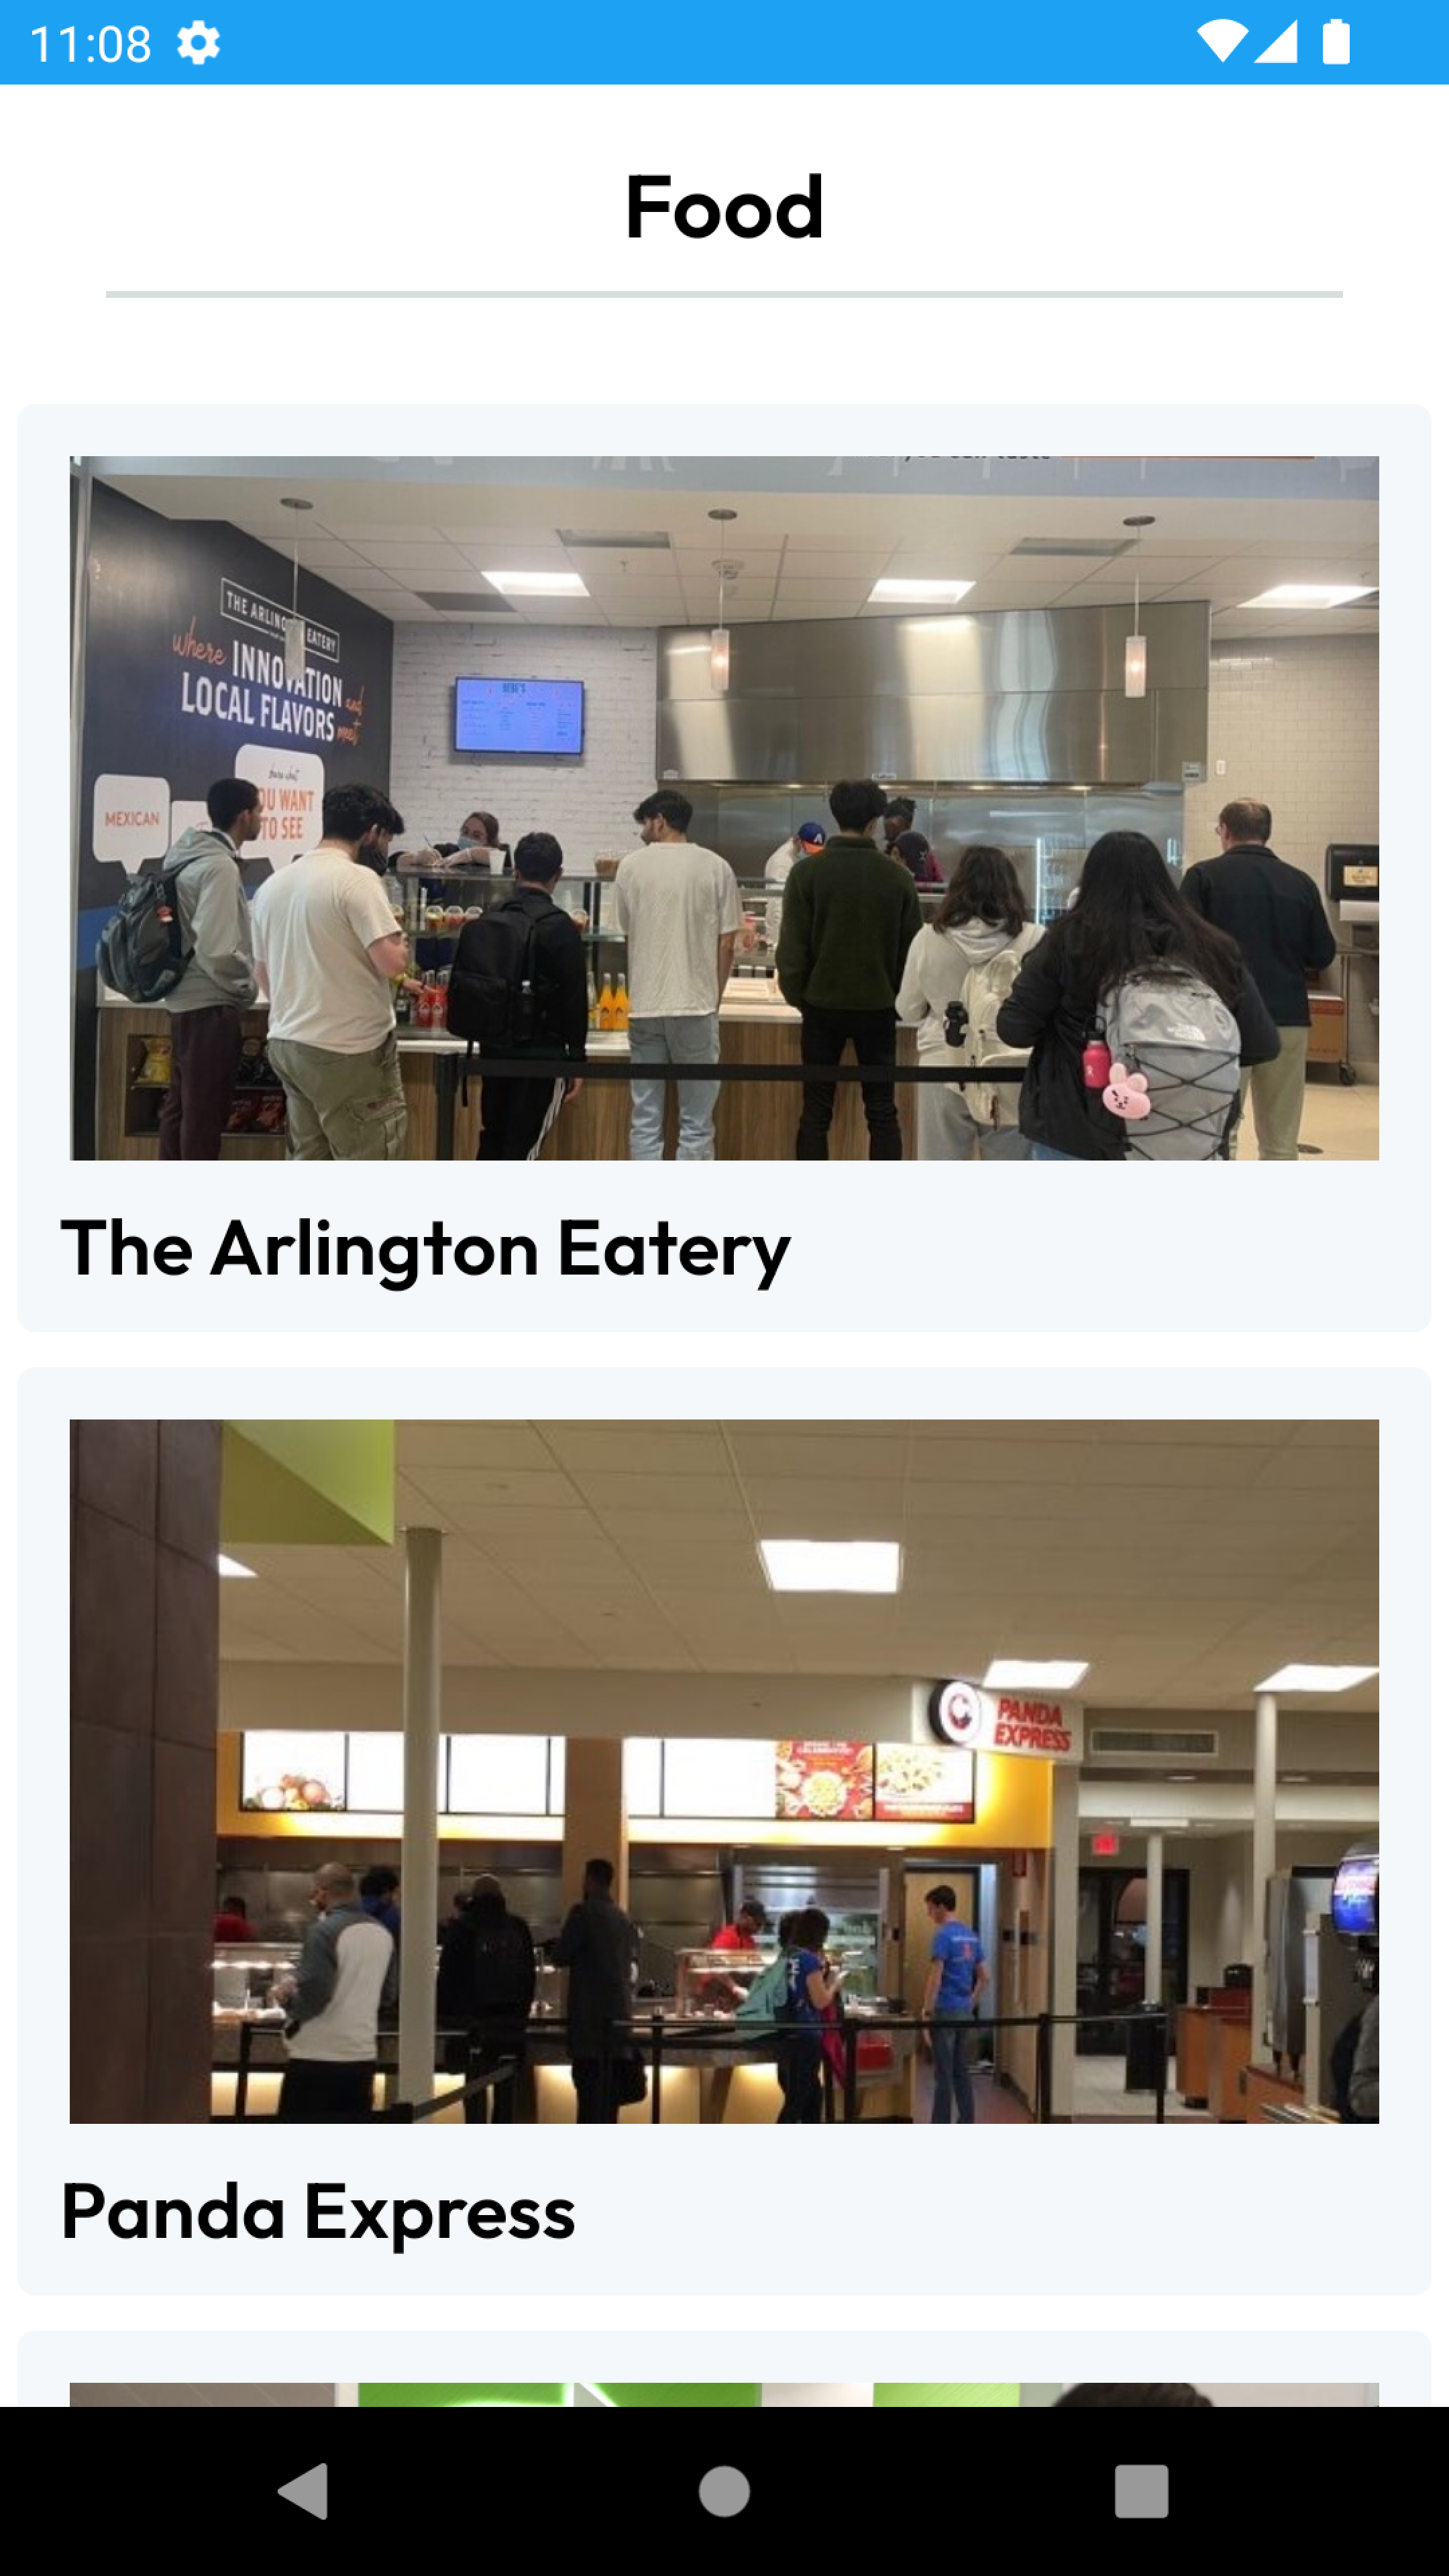 11:08
Food
THE ARLINGTON EATERY
where INNOVATION and
LOCAL FLAVORS meet
MEXICAN
YOU WANT
TO SEE
The Arlington Eatery
PANDA
EXPRESS
Panda Express